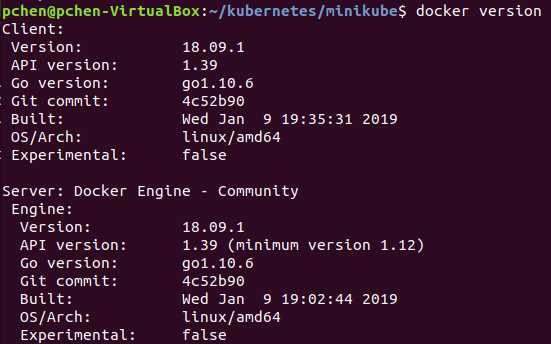 pchen@pchen-VirtualBox:~/kubernetes/minikube$ docker version
Client:
 Version:           18.09.1
 API version:       1.39
 Go version:        go1.10.6
 Git commit:        4c52b90
 Built:             Wed Jan  9 19:35:31 2019
 OS/Arch:           linux/amd64
 Experimental:      false

Server: Docker Engine - Community
 Engine:
  Version:          18.09.1
  API version:      1.39 (minimum version 1.12)
  Go version:       go1.10.6
  Git commit:       4c52b90
  Built:            Wed Jan  9 19:02:44 2019
  OS/Arch:          linux/amd64
  Experimental:     false